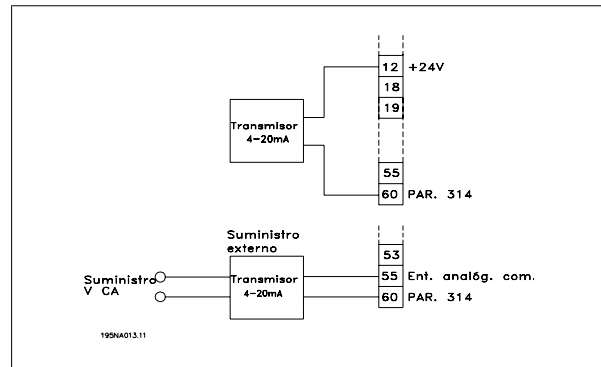 12 +24V
18
19
Transmisor
4-20mA
55
60 PAR. 314
Suministro
externo
53
Suministro
V CA
Transmisor
4-20mA
55 Ent. analóg. com.
60 PAR. 314
195NA013.11